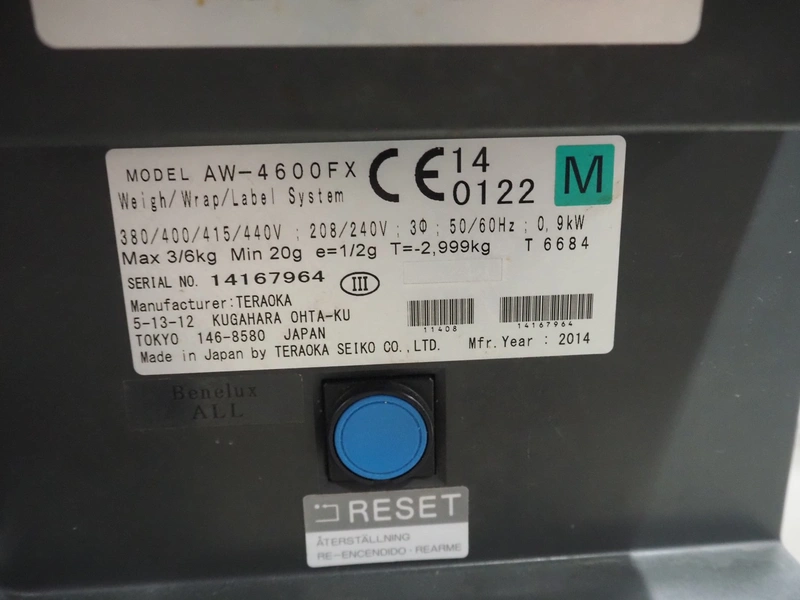 MODEL AW-4600FX CE 14 0122 M
Weigh/Wrap/Label System
380/400/415/440V ; 208/240V ; 3Φ ; 50/60Hz ; 0,9kW
Max 3/6kg Min 20g e=1/2g T=-2,999kg T 6684
SERIAL NO. 14167964 III
Manufacturer:TERAOKA
5-13-12 KUGAHARA OHTA-KU
TOKYO 146-8580 JAPAN
Made in Japan by TERAOKA SEIKO CO., LTD.
11408 14167964
Mfr. Year : 2014
Benelux
ALL
RESET
ÅTERSTÄLLNING
RE-ENCENDIDO · REARME